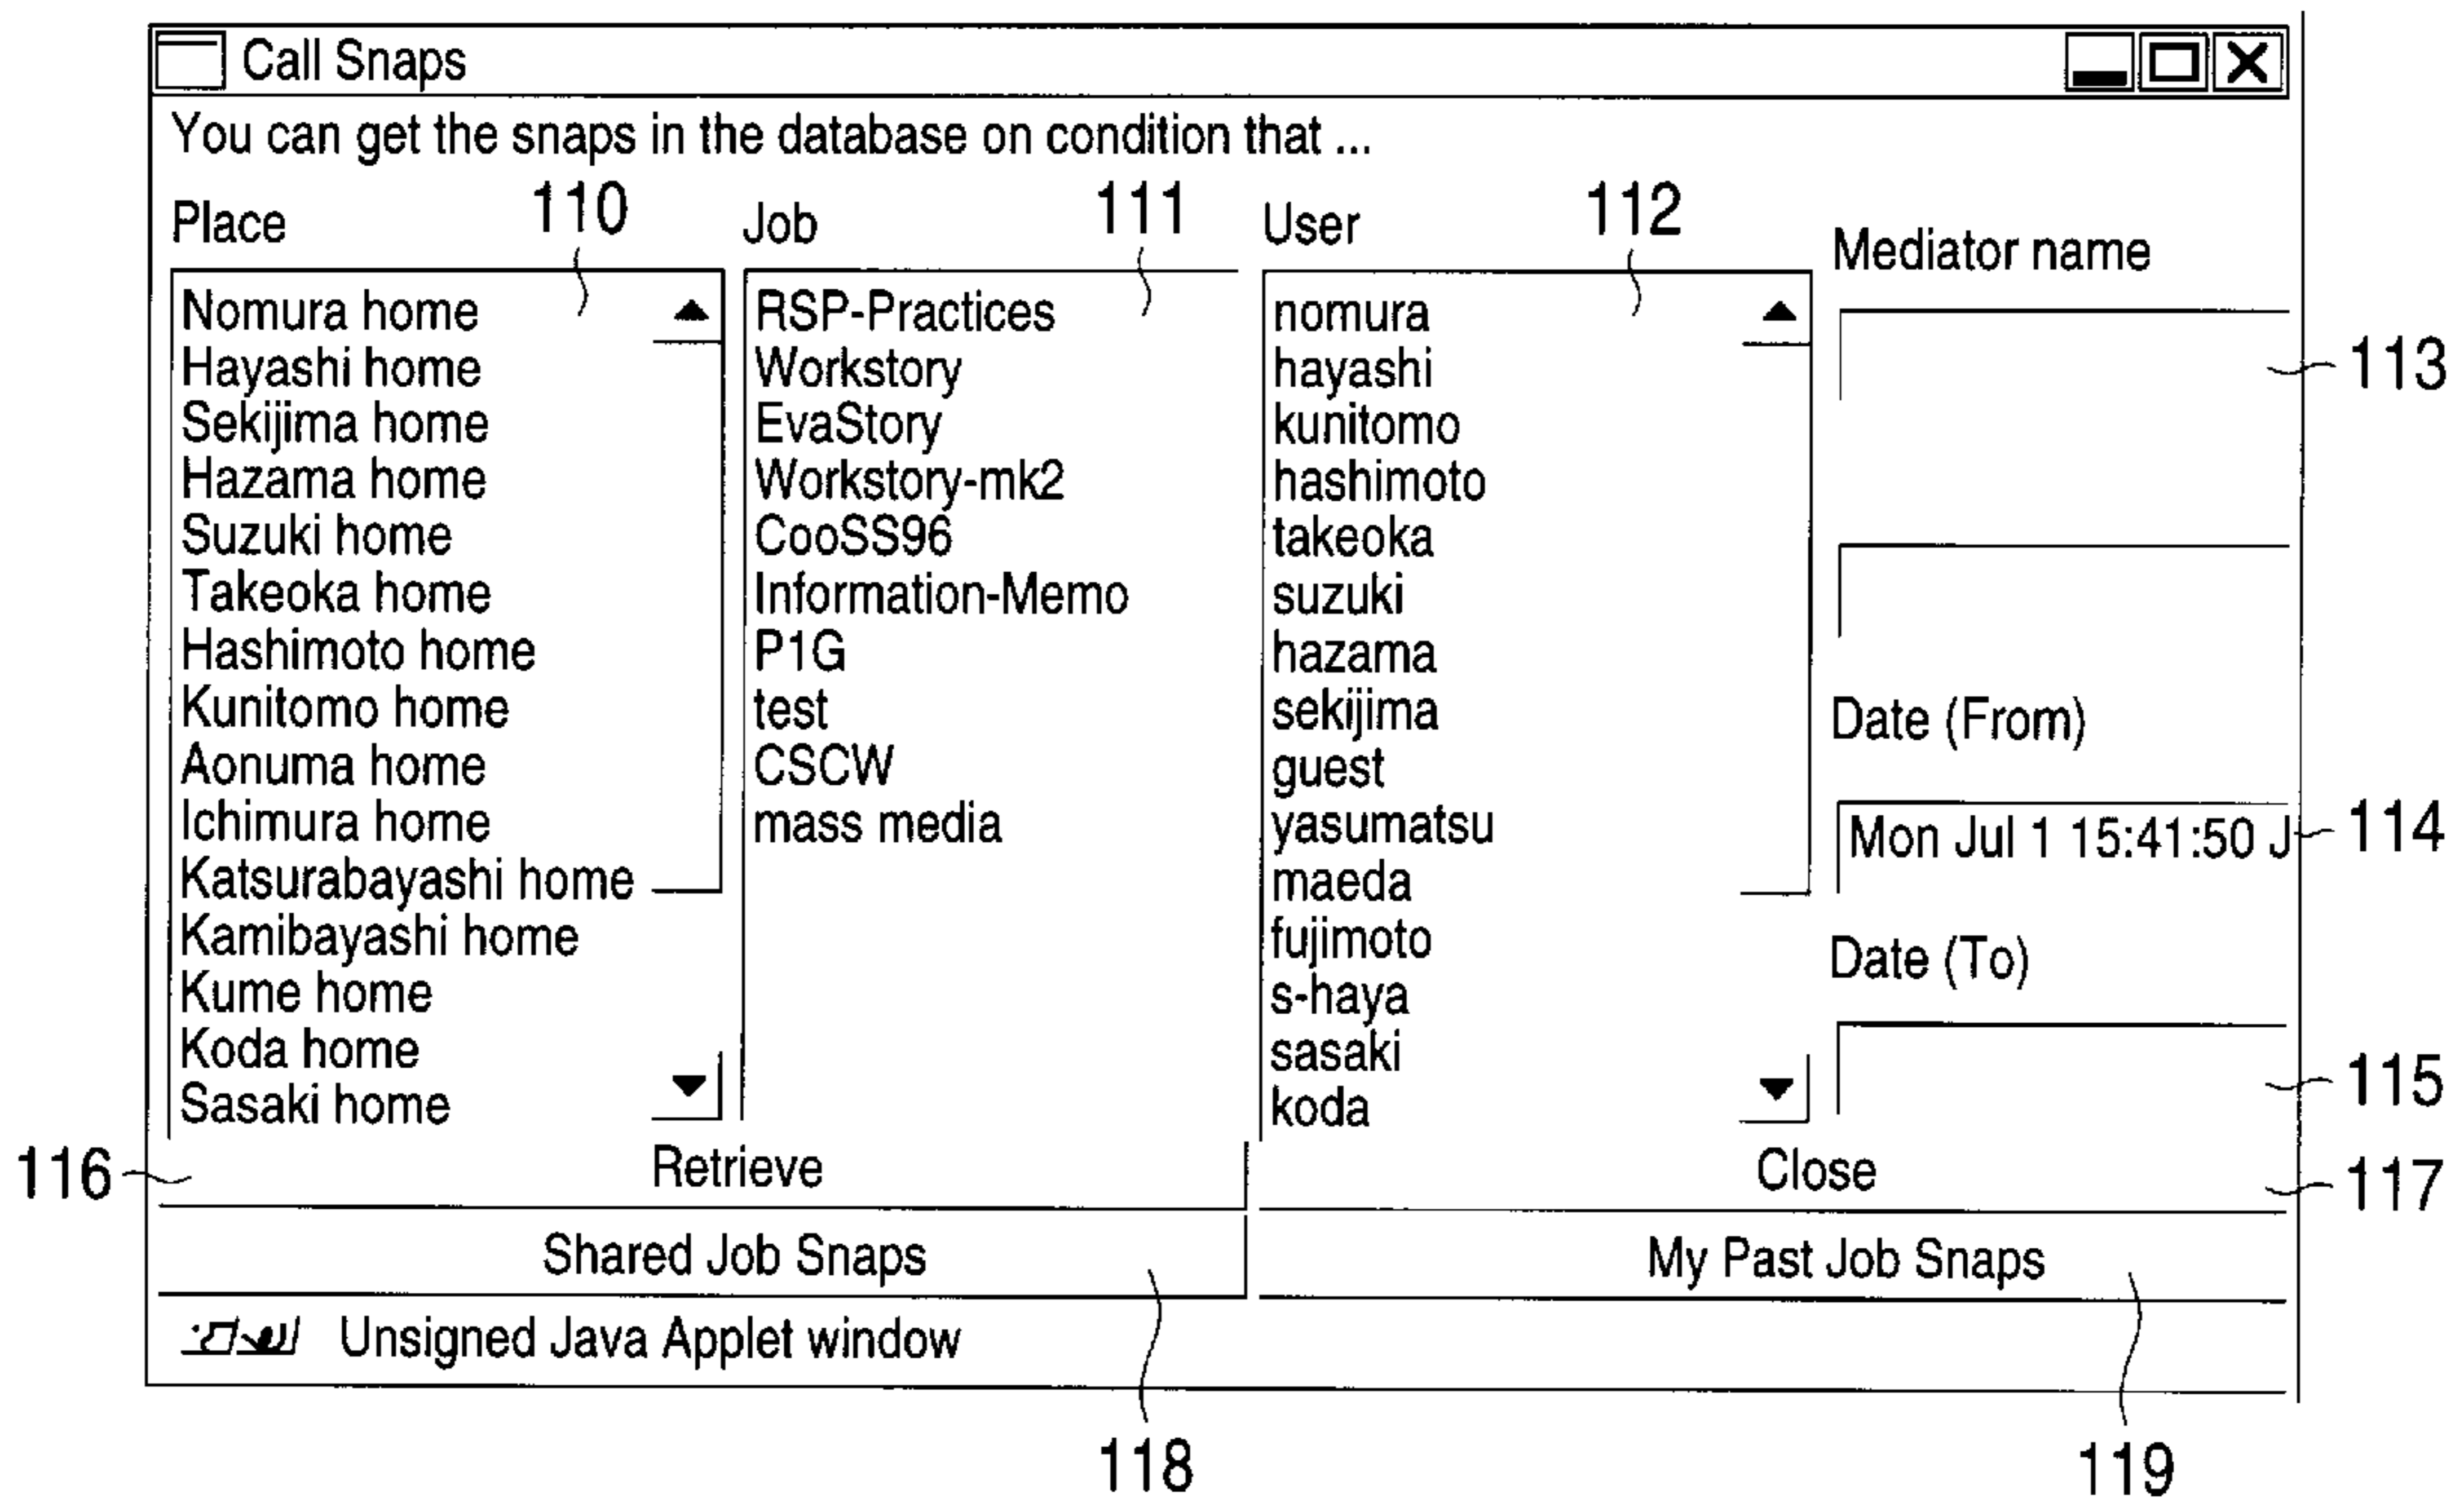 Call Snaps
You can get the snaps in the database on condition that ...
Place 110 Job 111 User 112 Mediator name
Nomura home
Hayashi home
Sekijima home
Hazama home
Suzuki home
Takeoka home
Hashimoto home
Kunitomo home
Aonuma home
Ichimura home
Katsurabayashi home
Kamibayashi home
Kume home
Koda home
Sasaki home
RSP-Practices
Workstory
EvaStory
Workstory-mk2
CooSS96
Information-Memo
P1G
test
CSCW
mass media
nomura
hayashi
kunitomo
hashimoto
takeoka
suzuki
hazama
sekijima
guest
yasumatsu
maeda
fujimoto
s-haya
sasaki
koda
113
Date (From)
Mon Jul 1 15:41:50 J 114
Date (To)
115
116 Retrieve Close 117
Shared Job Snaps My Past Job Snaps
Unsigned Java Applet window
118 119